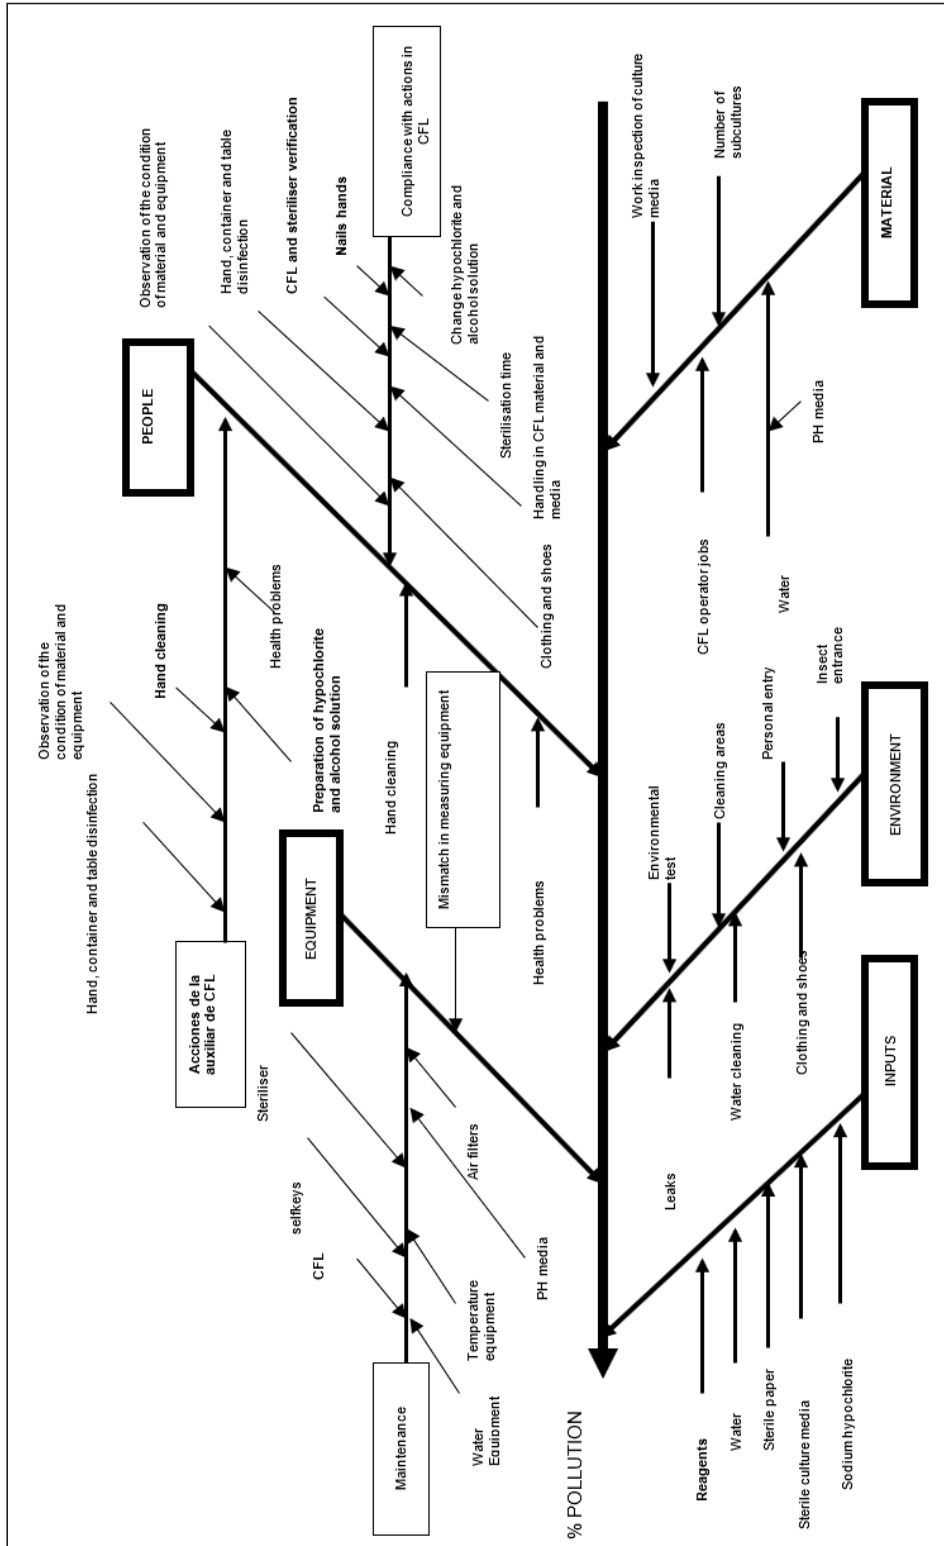 Observation of the condition
of material and equipment
Hand, container and table
disinfection
CFL and steriliser verification
Nails hands
Compliance with actions in
CFL
Change hypochlorite and
alcohol solution
Sterilisation time
Handling in CFL material and
media
Clothing and shoes
PEOPLE
Health problems
Hand cleaning
Observation of the
condition of material and
equipment
Hand, container and table disinfection
Preparation of hypochlorite
and alcohol solution
Acciones de la
auxiliar de CFL
Hand cleaning
Health problems
EQUIPMENT
Mismatch in measuring equipment
Steriliser
selfkeys
CFL
Air filters
PH media
Temperature
equipment
Water
Equipment
Maintenance
% POLLUTION
Work inspection of culture
media
Number of
subcultures
MATERIAL
CFL operator jobs
PH media
Water
Environmental
test
Cleaning areas
Personal entry
Insect
entrance
ENVIRONMENT
Leaks
Water cleaning
Clothing and shoes
INPUTS
Reagents
Water
Sterile paper
Sterile culture media
Sodium hypochlorite